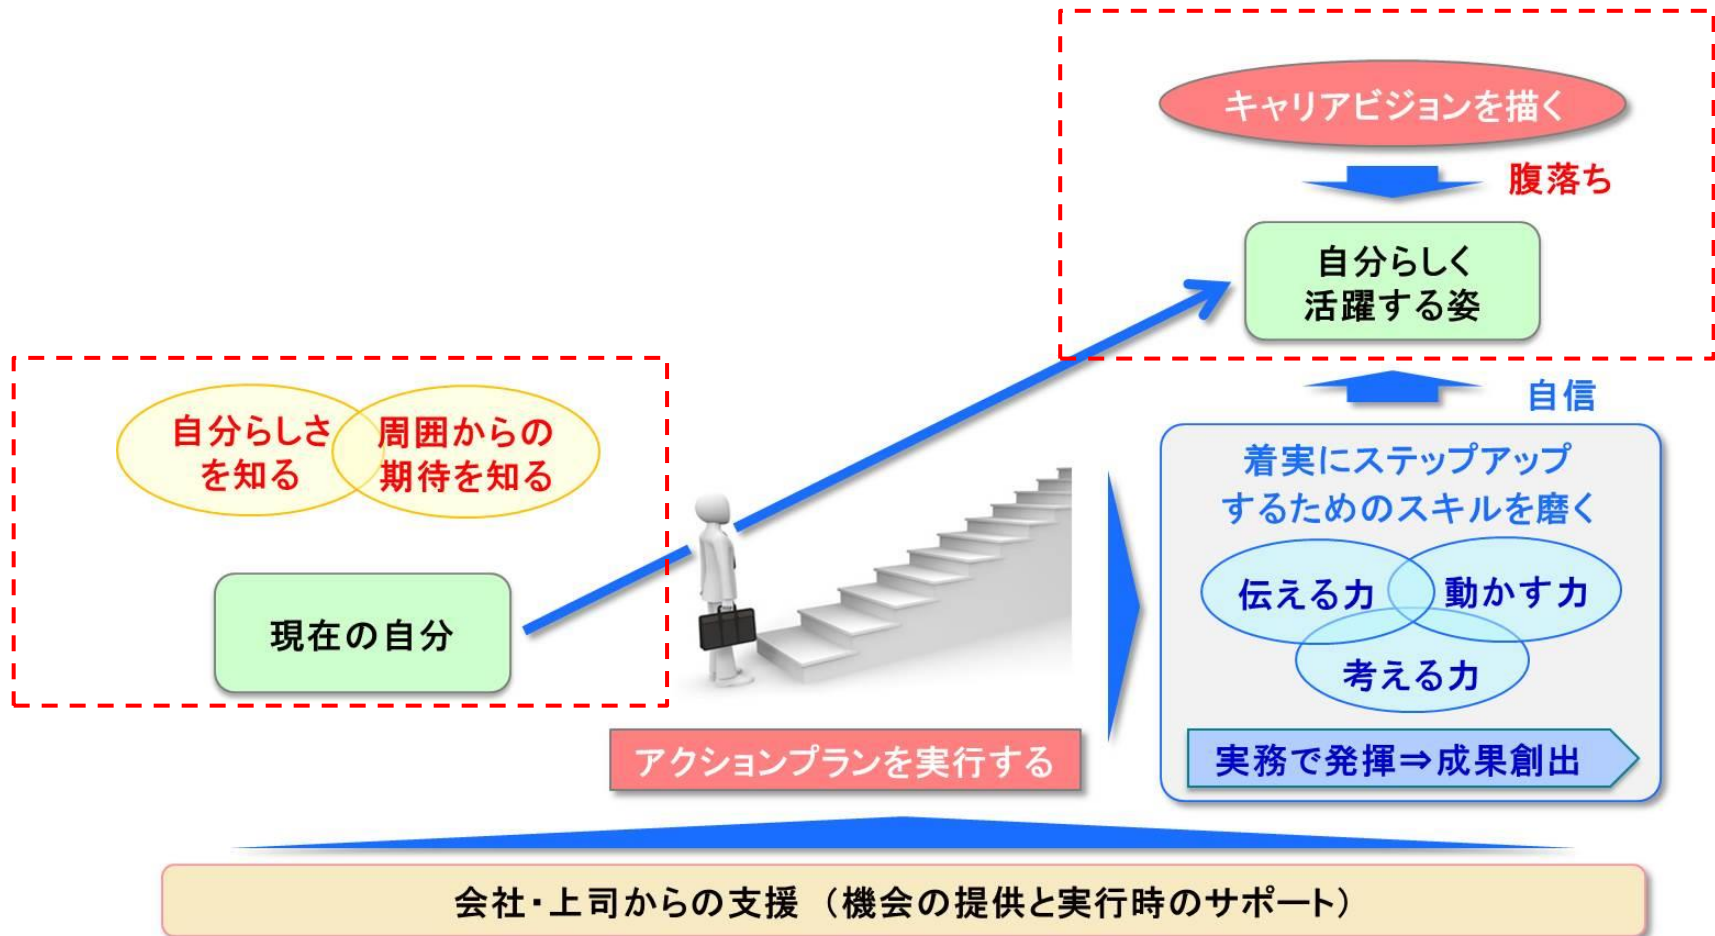 キャリアビジョンを描く
腹落ち
自分らしく
活躍する姿
自分らしさ
を知る
周囲からの
期待を知る
現在の自分
自信
着実にステップアップ
するためのスキルを磨く
伝える力
動かす力
考える力
実務で発揮⇒成果創出
アクションプランを実行する
会社・上司からの支援 （機会の提供と実行時のサポート）